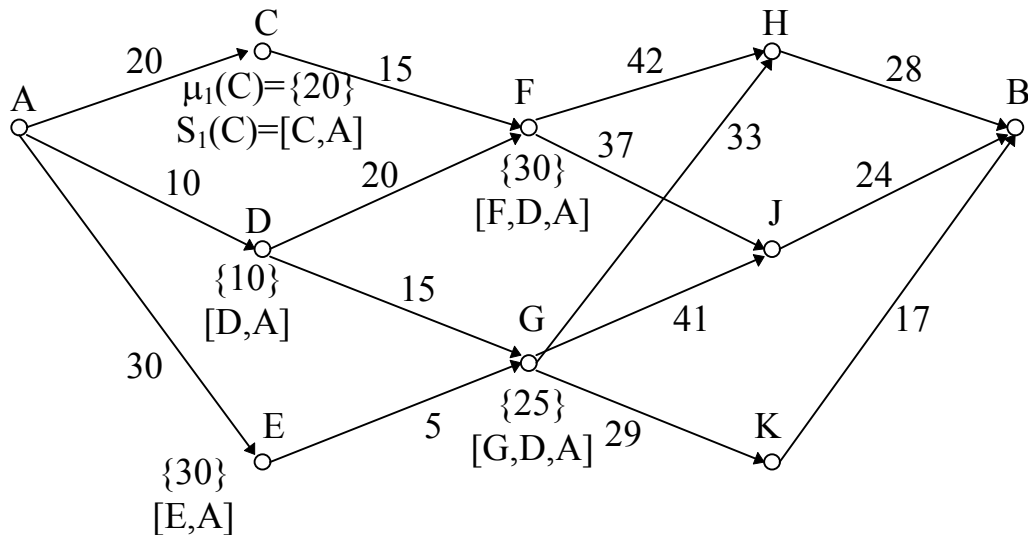 C
H
20
15
42
28
A
μ₁(C)={20}
F
B
S₁(C)=[C,A]
33
37
10
20
{30}
24
[F,D,A]
D
J
{10}
15
[D,A]
G
41
17
30
E
5
{25}
29
K
[G,D,A]
{30}
[E,A]